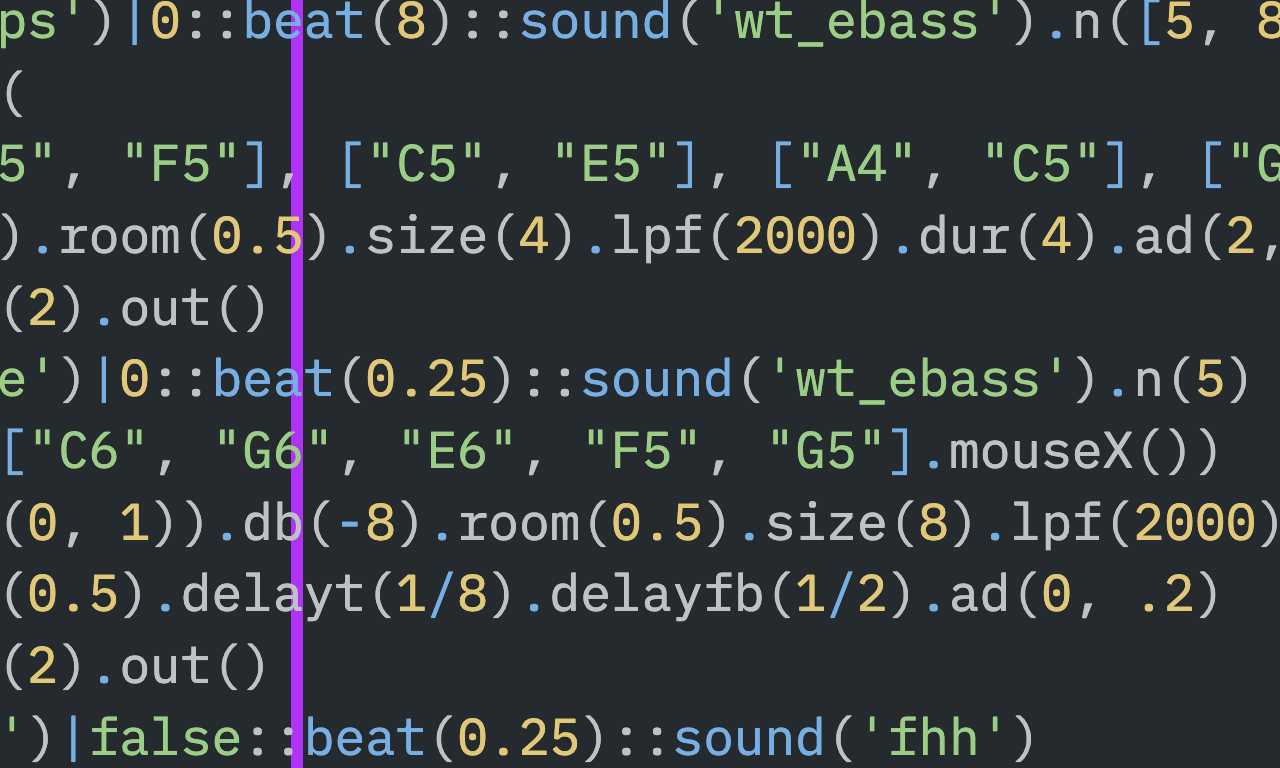 ps')|0::beat(8)::sound('wt_ebass').n([5, 8
(
5", "F5"], ["C5", "E5"], ["A4", "C5"], ["G
).room(0.5).size(4).lpf(2000).dur(4).ad(2,
(2).out()
e')|0::beat(0.25)::sound('wt_ebass').n(5)
["C6", "G6", "E6", "F5", "G5"].mouseX())
(0, 1)).db(-8).room(0.5).size(8).lpf(2000)
(0.5).delayt(1/8).delayfb(1/2).ad(0, .2)
(2).out()
')|false::beat(0.25)::sound('fhh')